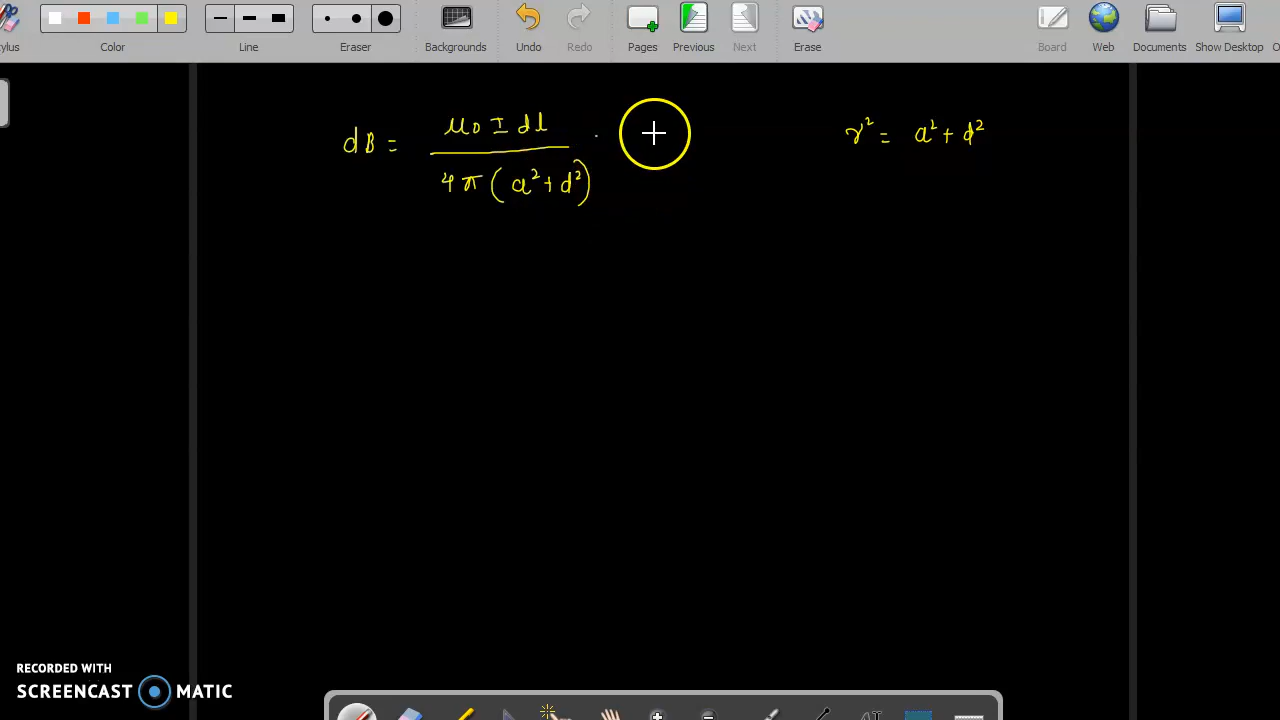 ylus Color Line Eraser Backgrounds Undo Redo Pages Previous Next Erase Board Web Documents Show Desktop
dB = μ0 I dl / 4π(a²+d²) ·
r² = a²+d²
RECORDED WITH
SCREENCAST MATIC